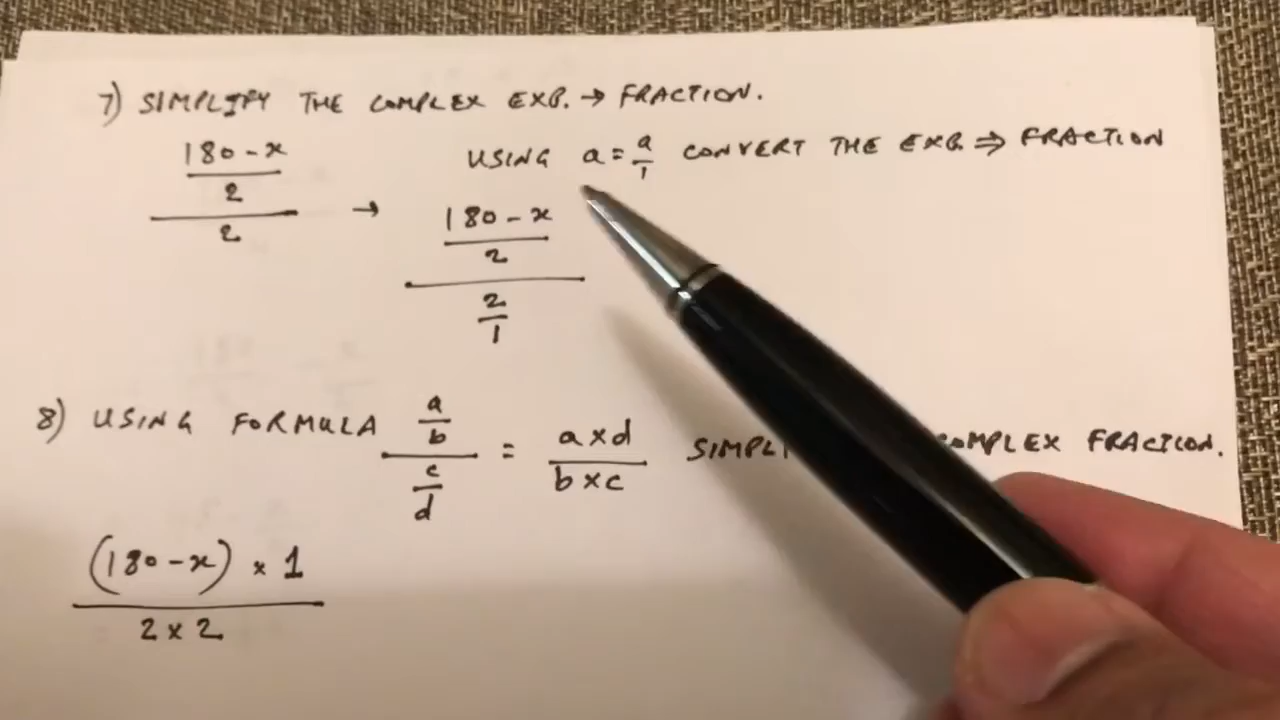 7) SIMPLIFY THE COMPLEX EXP. → FRACTION.
USING a = a/1 CONVERT THE EXP. ⇒ FRACTION
180-x
2
2
→
180-x
2
2
1
8) USING FORMULA a/b / c/d = a×d / b×c COMPLEX FRACTION.
(180-x) × 1
2 × 2